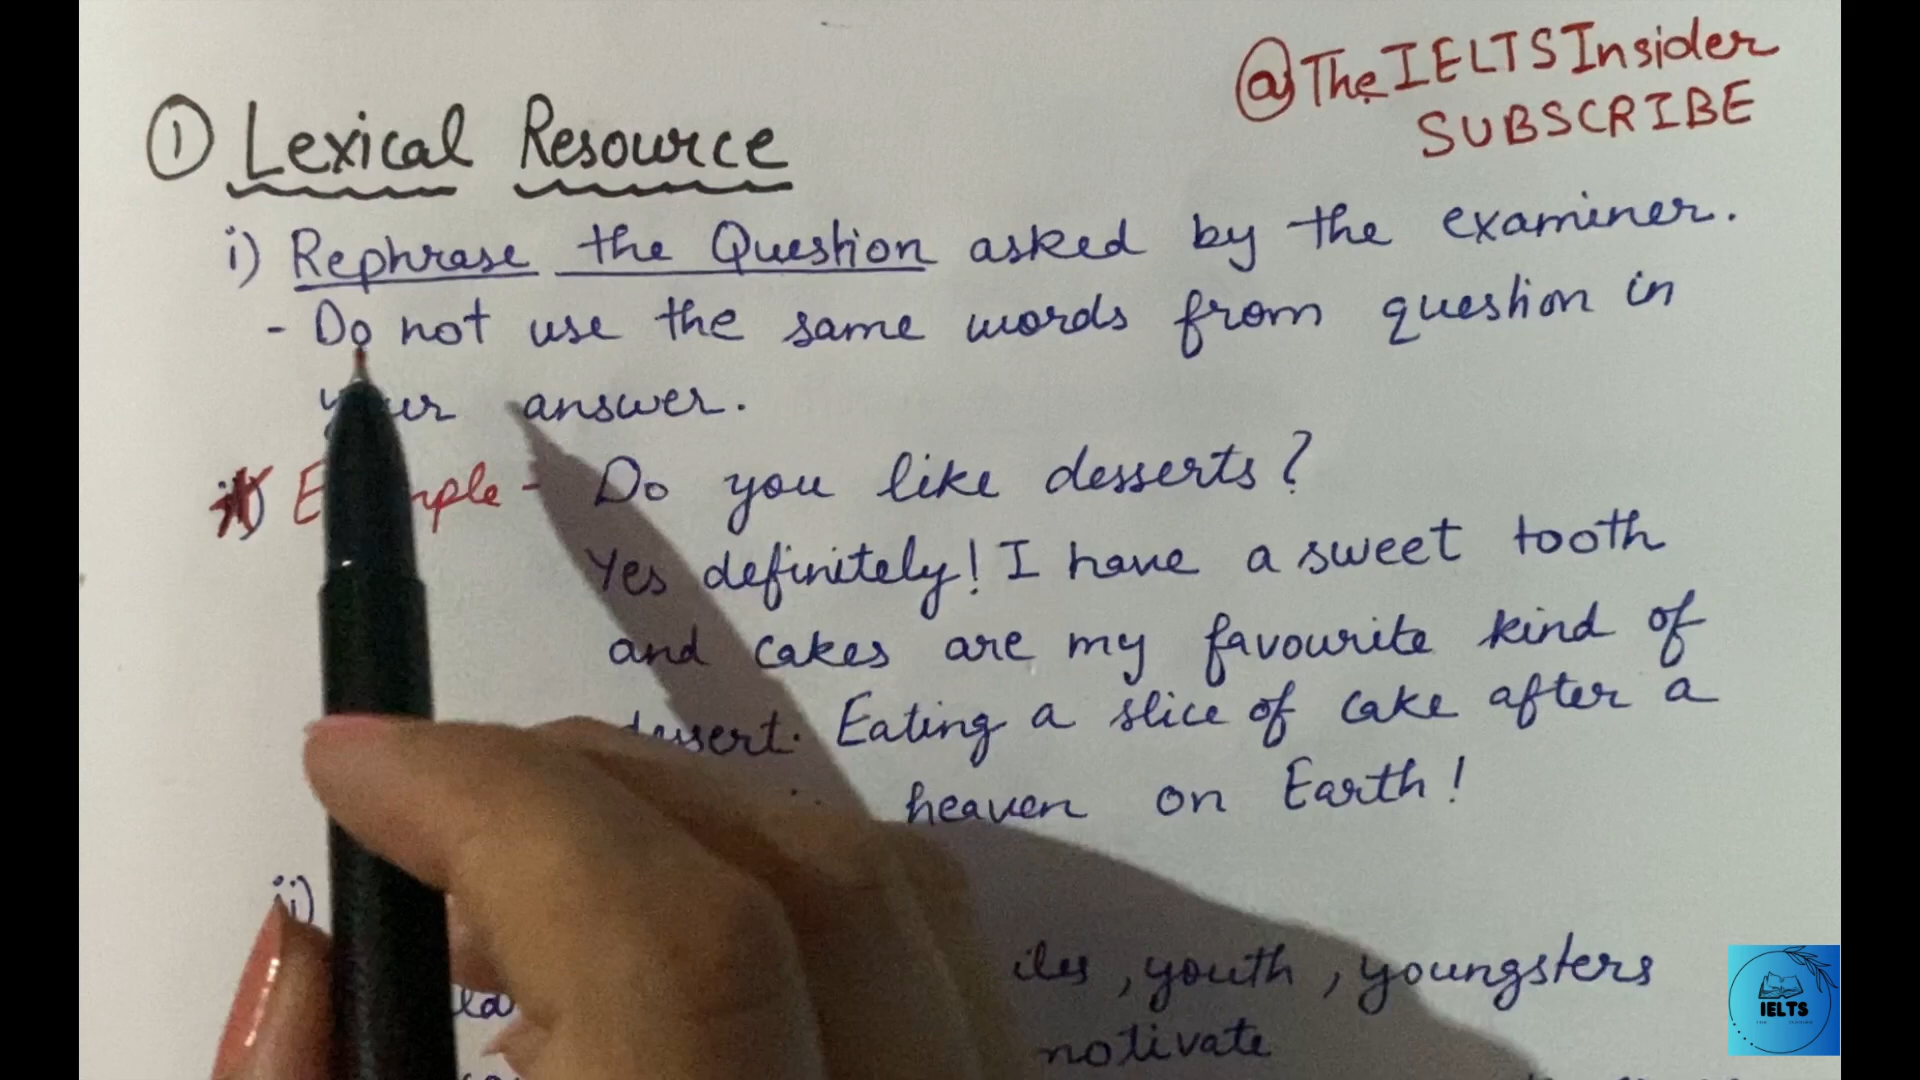 @TheIELTSInsider
SUBSCRIBE
① Lexical Resource
i) Rephrase the Question asked by the examiner.
- Do not use the same words from question in
answer.
Do you like desserts?
Yes definitely! I have a sweet tooth
and cakes are my favourite kind of
dessert. Eating a slice of cake after a
heaven on Earth!
ii)
, youth, youngsters
IELTS